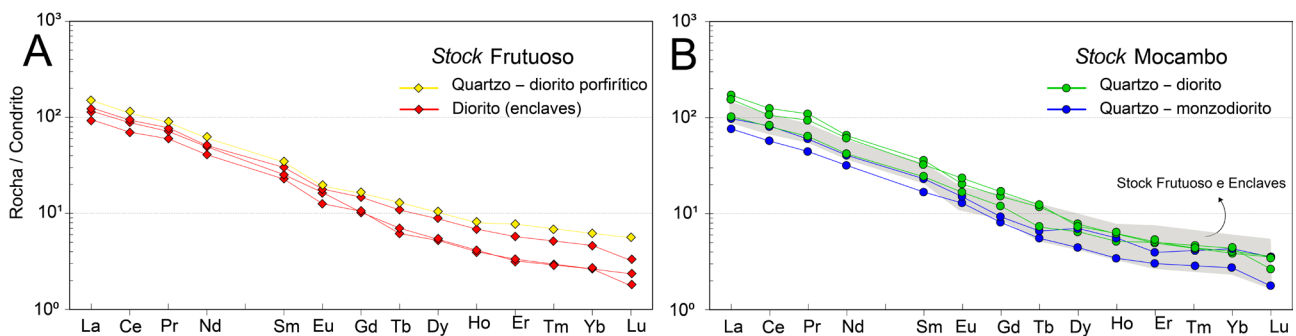 A
Stock Frutuoso
Quartzo – diorito porfirítico
Diorito (enclaves)
Rocha / Condrito
10³
10²
10¹
10⁰
La Ce Pr Nd Sm Eu Gd Tb Dy Ho Er Tm Yb Lu
B
Stock Mocambo
Quartzo – diorito
Quartzo – monzodiorito
Stock Frutuoso e Enclaves
10³
10²
10¹
10⁰
La Ce Pr Nd Sm Eu Gd Tb Dy Ho Er Tm Yb Lu